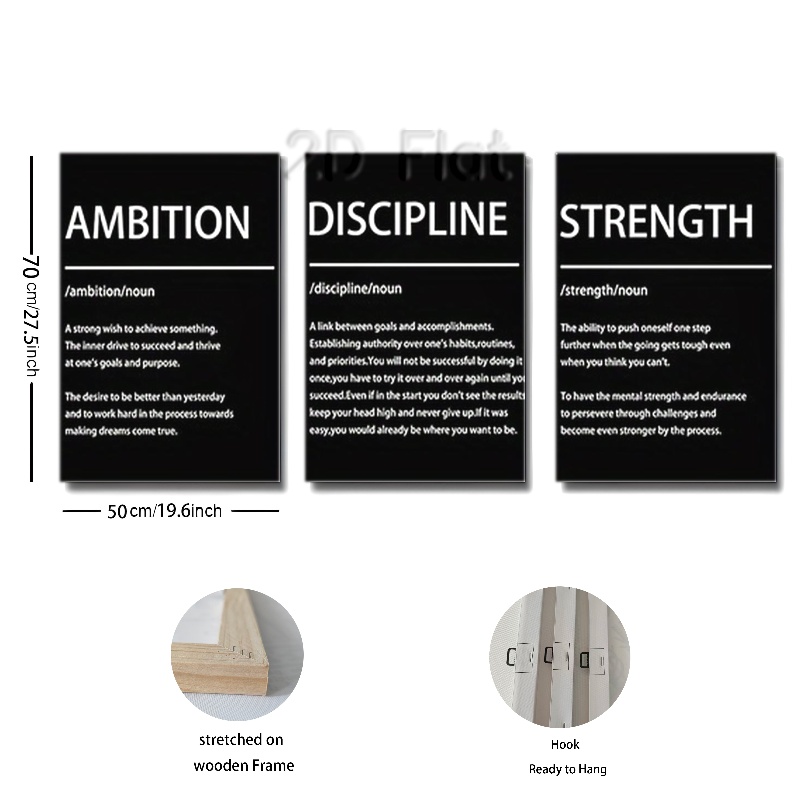 2D Flat
AMBITION
/ambition/noun
A strong wish to achieve something.
The inner drive to succeed and thrive
at one's goals and purpose.
The desire to be better than yesterday
and to work hard in the process towards
making dreams come true.
DISCIPLINE
/discipline/noun
A link between goals and accomplishments.
Establishing authority over one's habits,routines,
and priorities.You will not be successful by doing it
once,you have to try it over and over again until you
succeed.Even if in the start you don't see the results
keep your head high and never give up.If it was
easy,you would already be where you want to be.
STRENGTH
/strength/noun
The ability to push oneself one step
further when the going gets tough even
when you think you can't.
To have the mental strength and endurance
to persevere through challenges and
become even stronger by the process.
70 cm/27.5inch
50cm/19.6inch
stretched on
wooden Frame
Hook
Ready to Hang